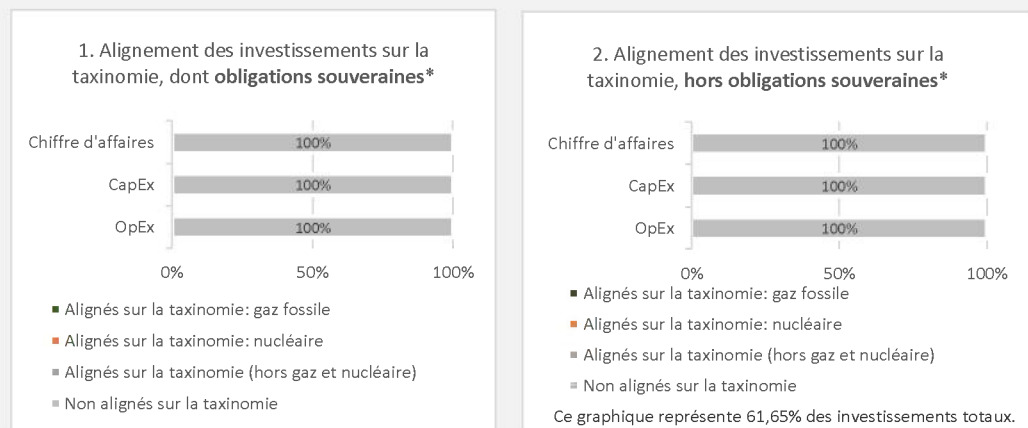 1. Alignement des investissements sur la
taxinomie, dont obligations souveraines*
Chiffre d'affaires
100%
CapEx
100%
OpEx
100%
0%
50%
100%
Alignés sur la taxinomie: gaz fossile
Alignés sur la taxinomie: nucléaire
Alignés sur la taxinomie (hors gaz et nucléaire)
Non alignés sur la taxinomie
2. Alignement des investissements sur la
taxinomie, hors obligations souveraines*
Chiffre d'affaires
100%
CapEx
100%
OpEx
100%
0%
50%
100%
Alignés sur la taxinomie: gaz fossile
Alignés sur la taxinomie: nucléaire
Alignés sur la taxinomie (hors gaz et nucléaire)
Non alignés sur la taxinomie
Ce graphique représente 61,65% des investissements totaux.